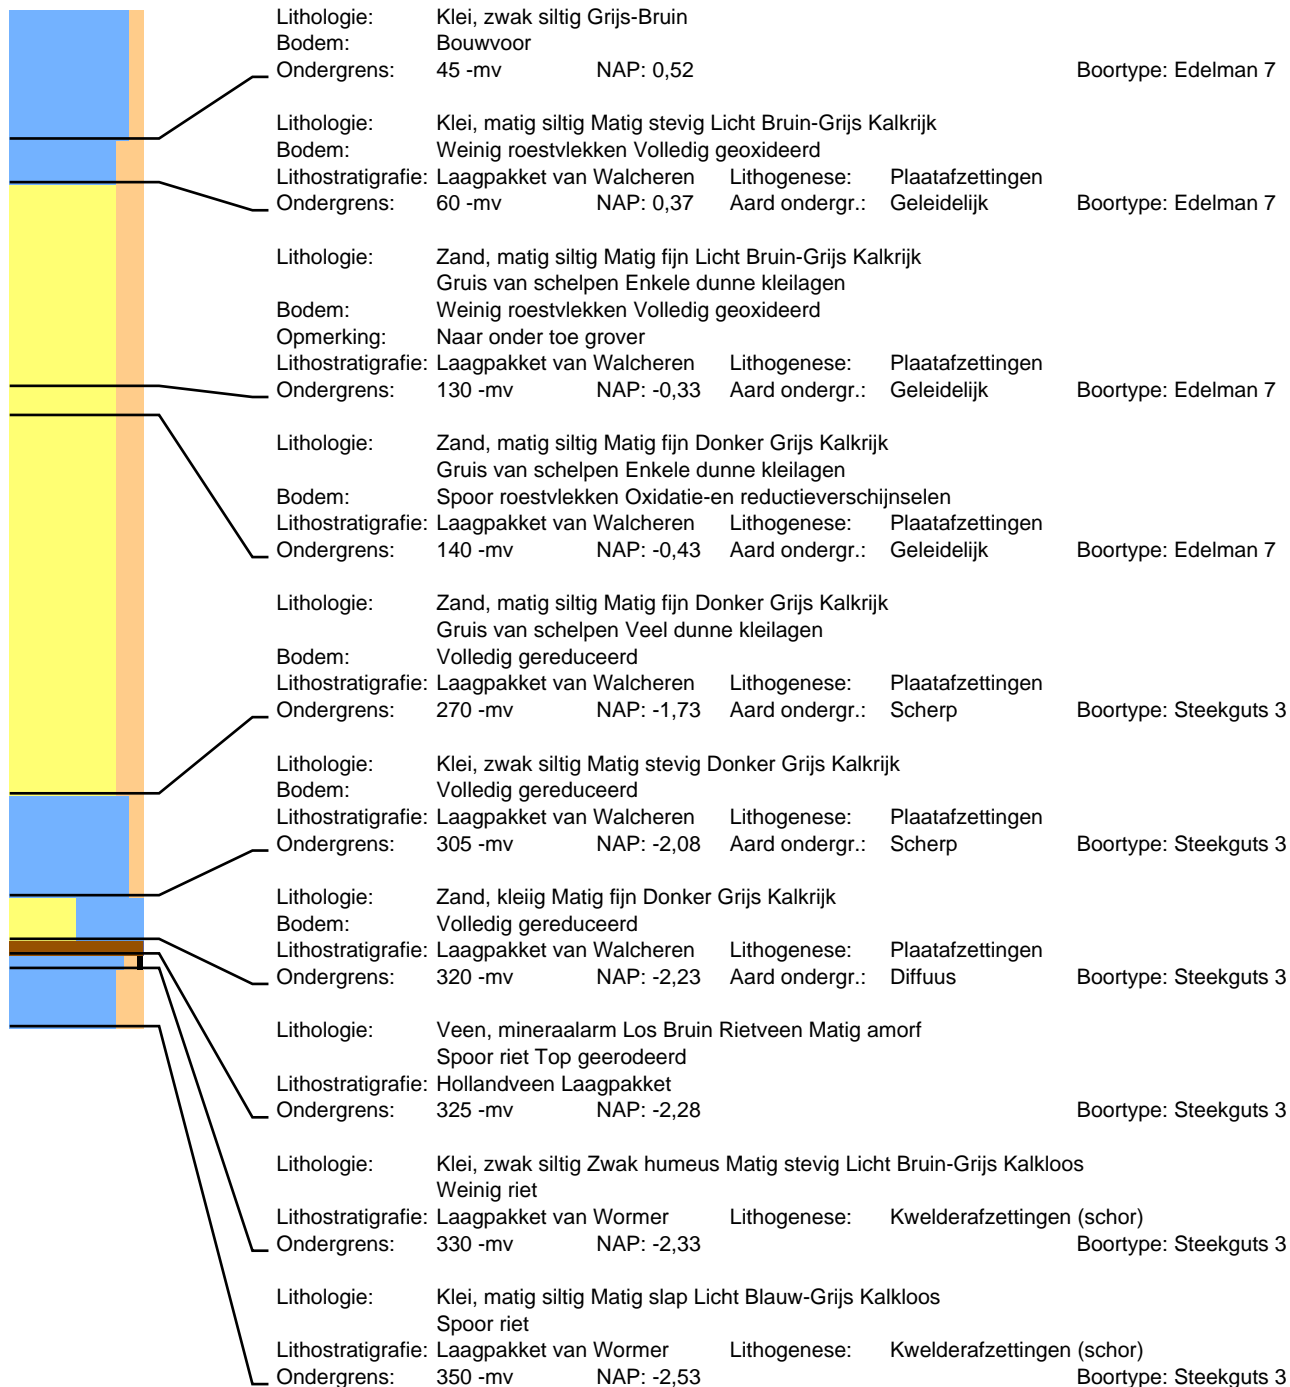 Lithologie: Klei, zwak siltig Grijs-Bruin
Bodem: Bouwvoor
Ondergrens: 45 -mv NAP: 0,52 Boortype: Edelman 7
Lithologie: Klei, matig siltig Matig stevig Licht Bruin-Grijs Kalkrijk
Bodem: Weinig roestvlekken Volledig geoxideerd
Lithostratigrafie: Laagpakket van Walcheren Lithogenese: Plaatafzettingen
Ondergrens: 60 -mv NAP: 0,37 Aard ondergr.: Geleidelijk Boortype: Edelman 7
Lithologie: Zand, matig siltig Matig fijn Licht Bruin-Grijs Kalkrijk
Gruis van schelpen Enkele dunne kleilagen
Bodem: Weinig roestvlekken Volledig geoxideerd
Opmerking: Naar onder toe grover
Lithostratigrafie: Laagpakket van Walcheren Lithogenese: Plaatafzettingen
Ondergrens: 130 -mv NAP: -0,33 Aard ondergr.: Geleidelijk Boortype: Edelman 7
Lithologie: Zand, matig siltig Matig fijn Donker Grijs Kalkrijk
Gruis van schelpen Enkele dunne kleilagen
Bodem: Spoor roestvlekken Oxidatie-en reductieverschijnselen
Lithostratigrafie: Laagpakket van Walcheren Lithogenese: Plaatafzettingen
Ondergrens: 140 -mv NAP: -0,43 Aard ondergr.: Geleidelijk Boortype: Edelman 7
Lithologie: Zand, matig siltig Matig fijn Donker Grijs Kalkrijk
Gruis van schelpen Veel dunne kleilagen
Bodem: Volledig gereduceerd
Lithostratigrafie: Laagpakket van Walcheren Lithogenese: Plaatafzettingen
Ondergrens: 270 -mv NAP: -1,73 Aard ondergr.: Scherp Boortype: Steekguts 3
Lithologie: Klei, zwak siltig Matig stevig Donker Grijs Kalkrijk
Bodem: Volledig gereduceerd
Lithostratigrafie: Laagpakket van Walcheren Lithogenese: Plaatafzettingen
Ondergrens: 305 -mv NAP: -2,08 Aard ondergr.: Scherp Boortype: Steekguts 3
Lithologie: Zand, kleiig Matig fijn Donker Grijs Kalkrijk
Bodem: Volledig gereduceerd
Lithostratigrafie: Laagpakket van Walcheren Lithogenese: Plaatafzettingen
Ondergrens: 320 -mv NAP: -2,23 Aard ondergr.: Diffuus Boortype: Steekguts 3
Lithologie: Veen, mineraalarm Los Bruin Rietveen Matig amorf
Spoor riet Top geerodeerd
Lithostratigrafie: Hollandveen Laagpakket
Ondergrens: 325 -mv NAP: -2,28 Boortype: Steekguts 3
Lithologie: Klei, zwak siltig Zwak humeus Matig stevig Licht Bruin-Grijs Kalkloos
Weinig riet
Lithostratigrafie: Laagpakket van Wormer Lithogenese: Kwelderafzettingen (schor)
Ondergrens: 330 -mv NAP: -2,33 Boortype: Steekguts 3
Lithologie: Klei, matig siltig Matig slap Licht Blauw-Grijs Kalkloos
Spoor riet
Lithostratigrafie: Laagpakket van Wormer Lithogenese: Kwelderafzettingen (schor)
Ondergrens: 350 -mv NAP: -2,53 Boortype: Steekguts 3